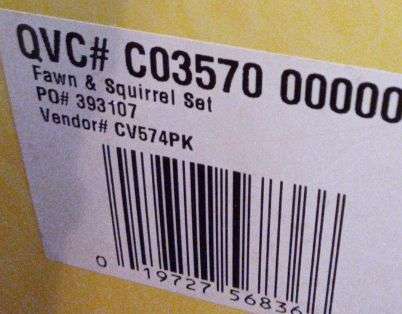 QVC# C03570 00000
Fawn & Squirrel Set
PO# 393107
Vendor# CV574PK
0 19727 56836